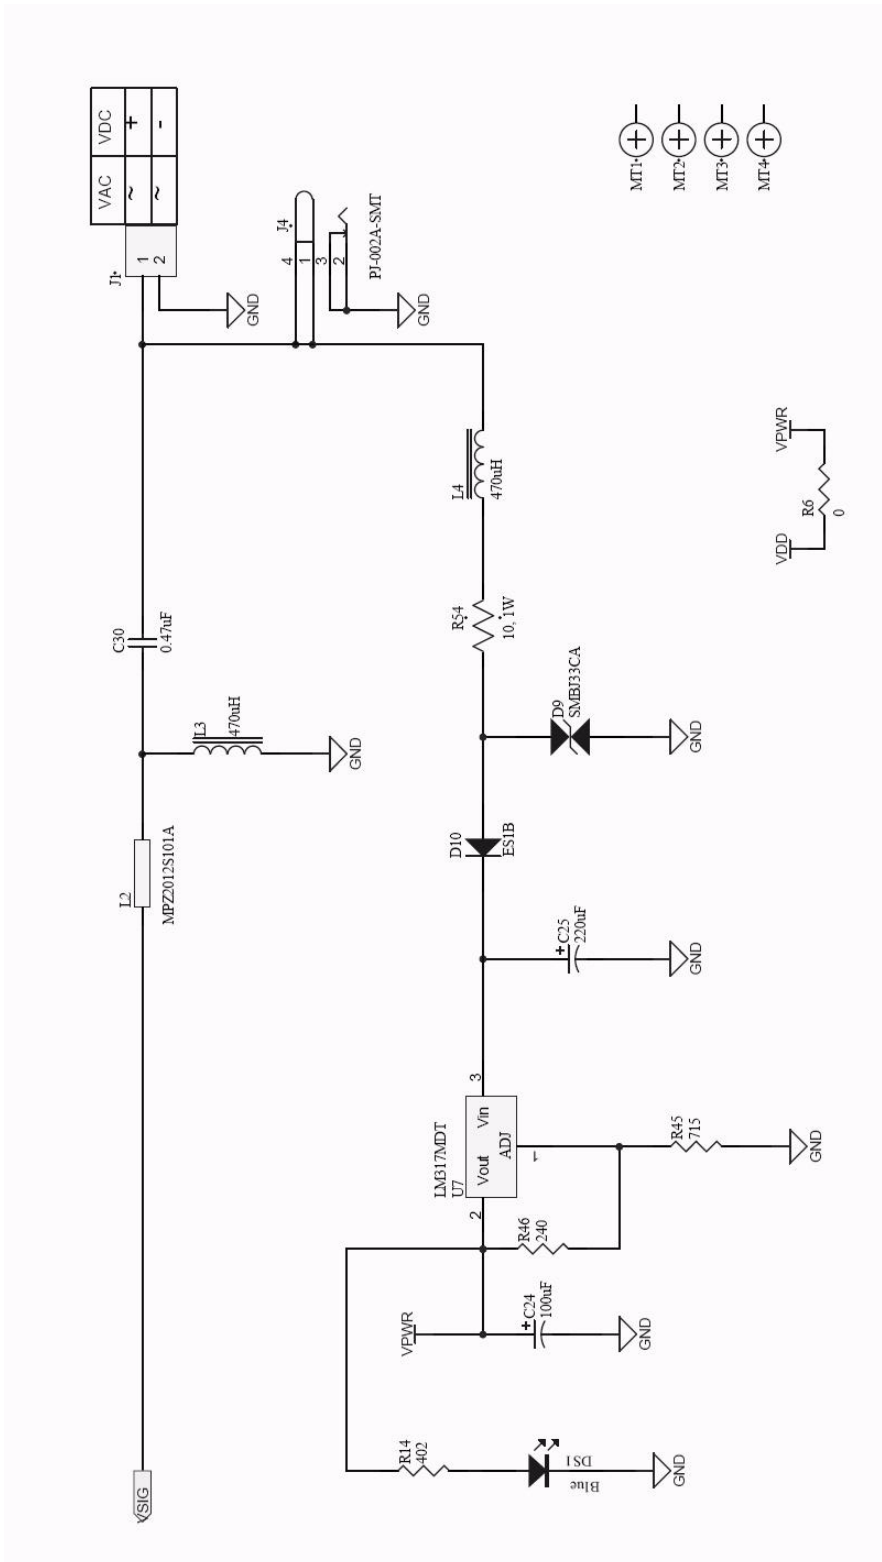 VAC
VDC
~
+
~
-
J1
1
2
GND
J4
4
1
3
2
PJ-002A-SMT
GND
MT1
MT2
MT3
MT4
C30
0.47uF
L3
470uH
GND
L2
MPZ2012S101A
VSIG
L4
470uH
R54
10, 1W
D9
SMBJ33CA
GND
D10
ES1B
+
C25
220uF
GND
LM317MDT
U7
Vout
Vin
ADJ
3
2
1
R45
715
GND
R46
240
VPWR
+
C24
100uF
GND
R14
402
DS1
Blue
GND
VPWR
R6
0
VDD